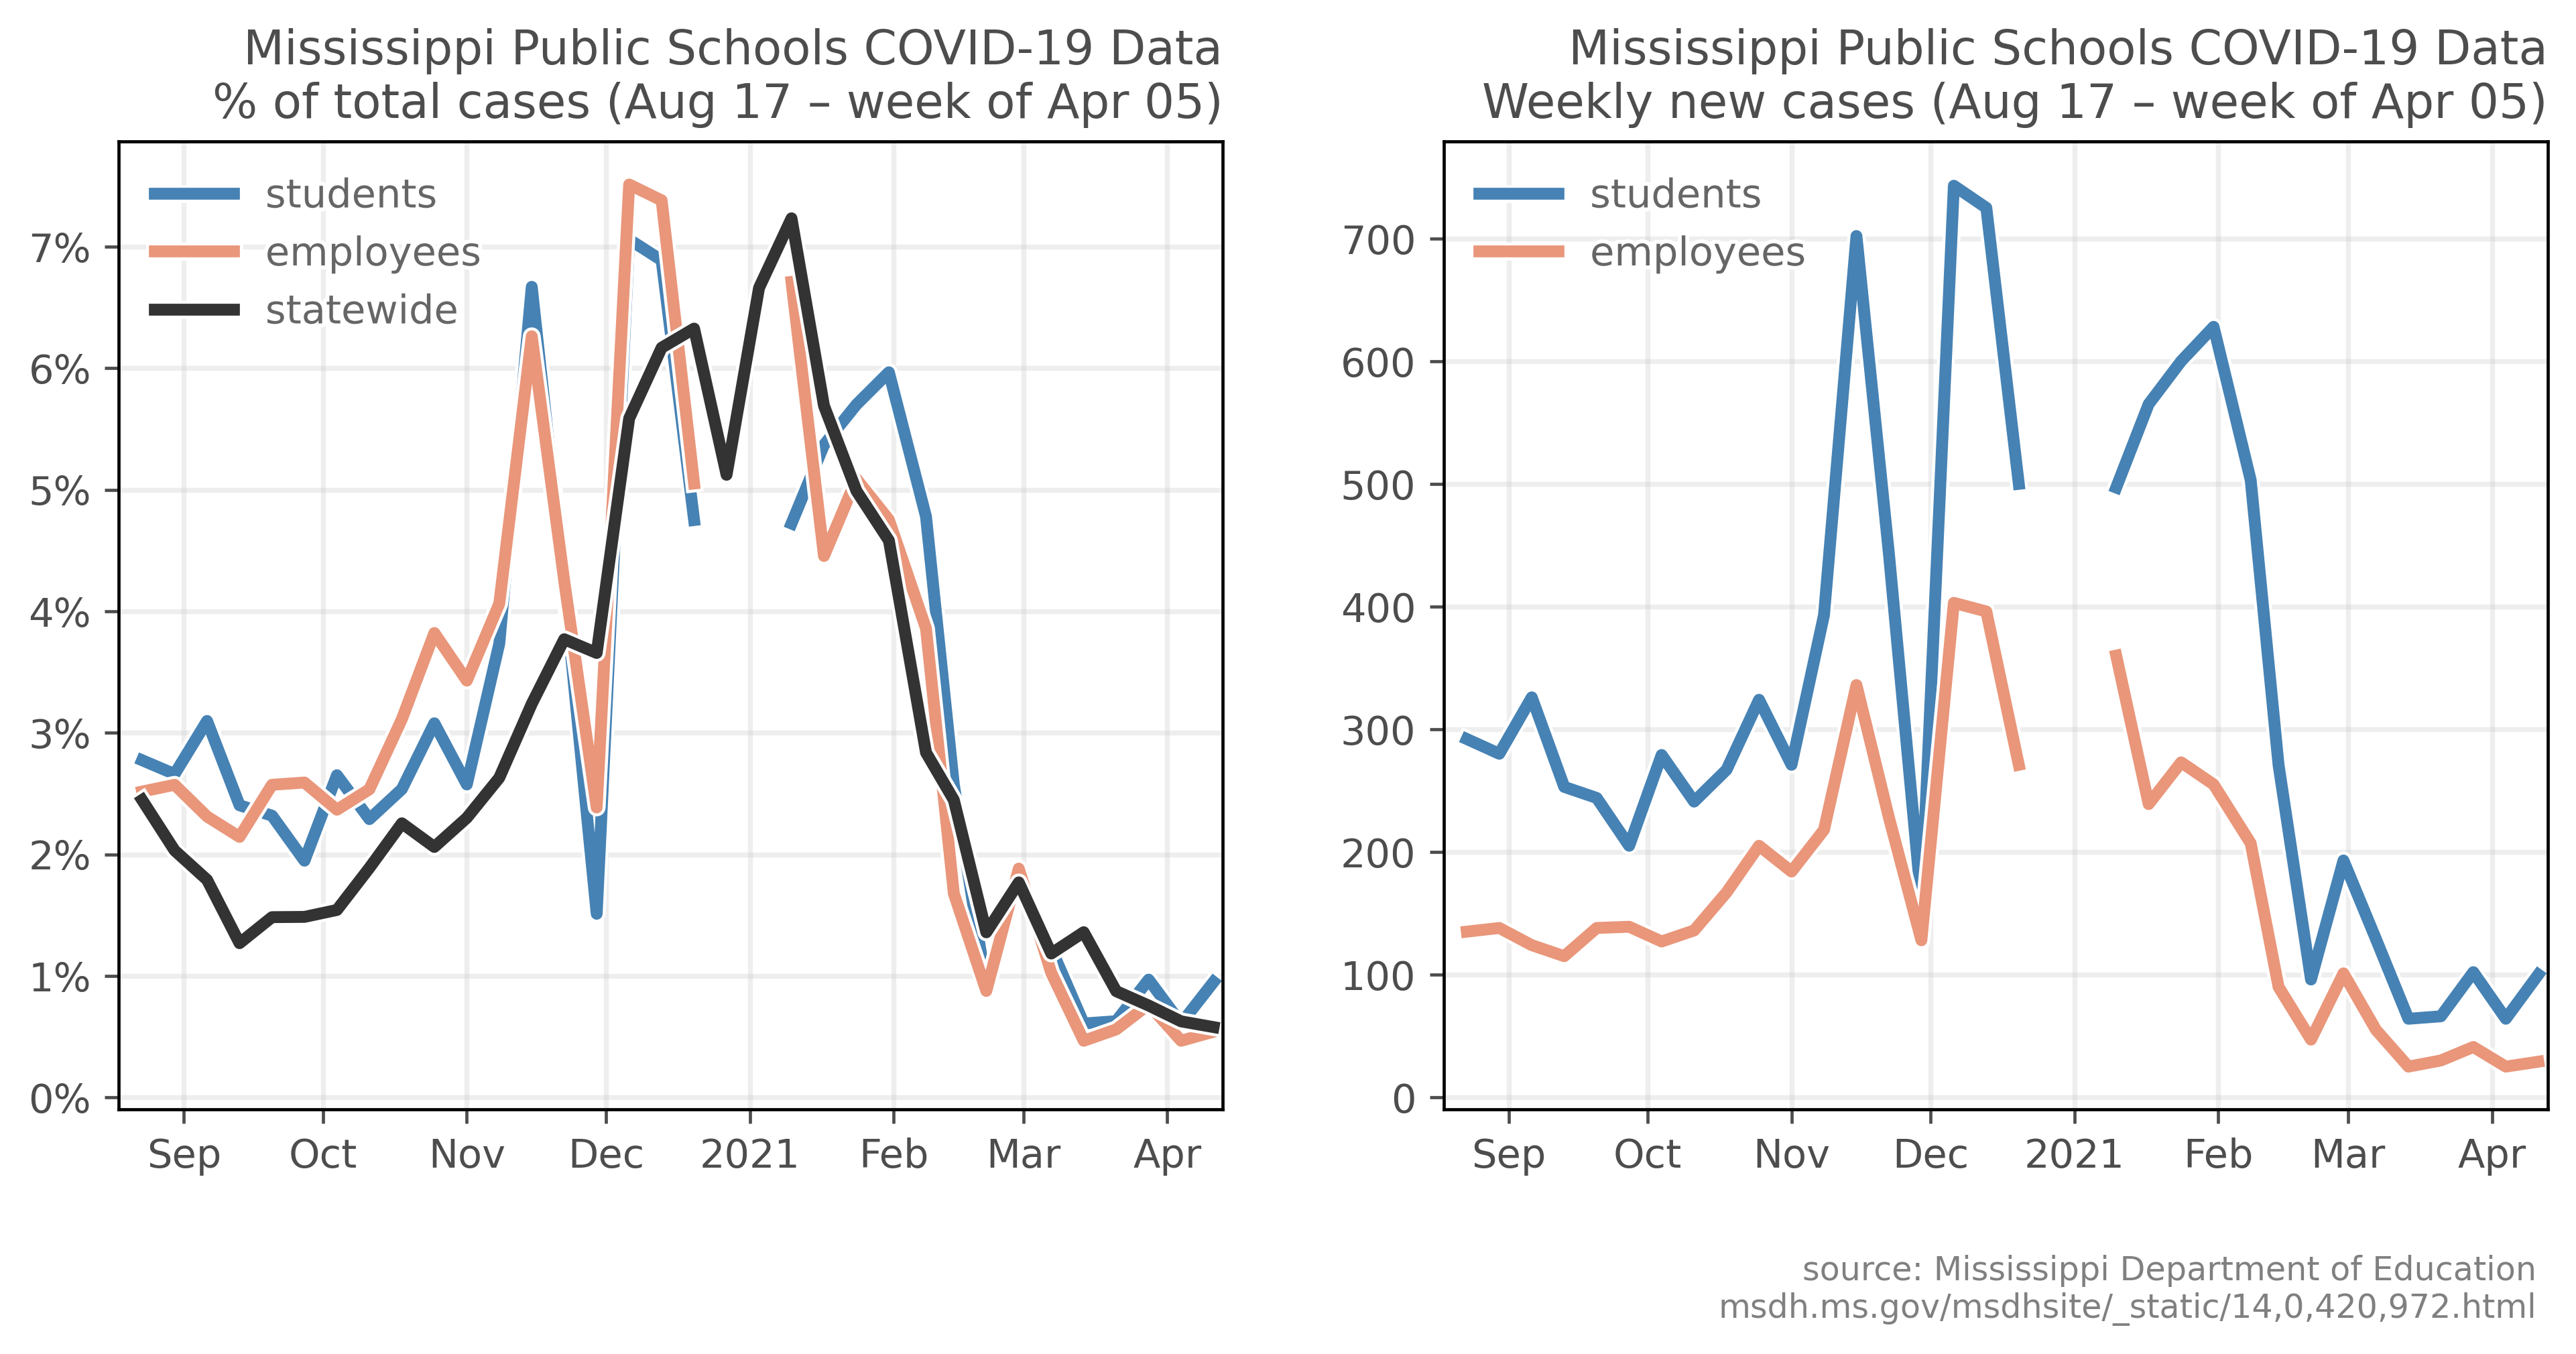 Mississippi Public Schools COVID-19 Data
% of total cases (Aug 17 – week of Apr 05)
students
employees
statewide
7%
6%
5%
4%
3%
2%
1%
0%
Sep Oct Nov Dec 2021 Feb Mar Apr
Mississippi Public Schools COVID-19 Data
Weekly new cases (Aug 17 – week of Apr 05)
students
employees
700
600
500
400
300
200
100
0
Sep Oct Nov Dec 2021 Feb Mar Apr
source: Mississippi Department of Education
msdh.ms.gov/msdhsite/_static/14,0,420,972.html